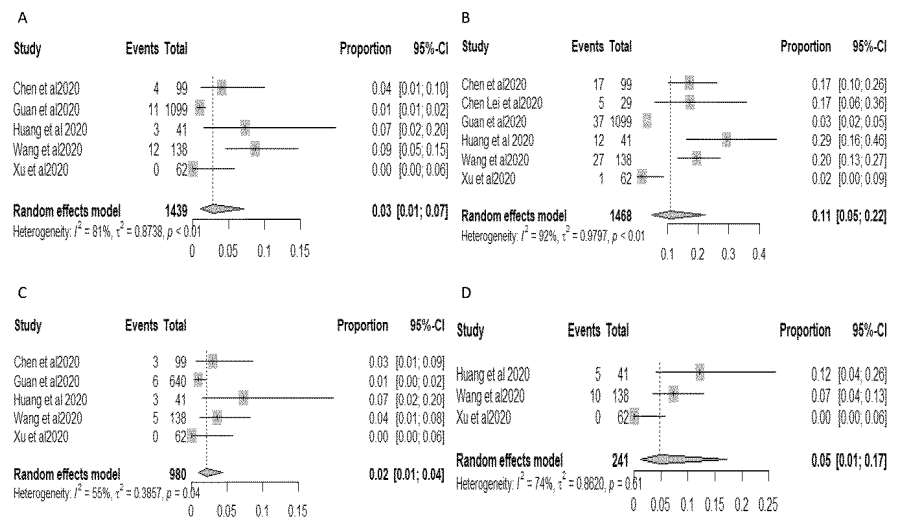 A
Study Events Total Proportion 95%-CI
Chen et al2020 4 99 0.04 [0.01; 0.10]
Guan et al2020 11 1099 0.01 [0.01; 0.02]
Huang et al 2020 3 41 0.07 [0.02; 0.20]
Wang et al2020 12 138 0.09 [0.05; 0.15]
Xu et al2020 0 62 0.00 [0.00; 0.06]
Random effects model 1439 0.03 [0.01; 0.07]
Heterogeneity: I² = 81%, τ² = 0.8738, p < 0.01
0 0.05 0.1 0.15
B
Study Events Total Proportion 95%-CI
Chen et al2020 17 99 0.17 [0.10; 0.26]
Chen Lei et al2020 5 29 0.17 [0.06; 0.36]
Guan et al2020 37 1099 0.03 [0.02; 0.05]
Huang et al2020 12 41 0.29 [0.16; 0.46]
Wang et al2020 27 138 0.20 [0.13; 0.27]
Xu et al2020 1 62 0.02 [0.00; 0.09]
Random effects model 1468 0.11 [0.05; 0.22]
Heterogeneity: I² = 92%, τ² = 0.9797, p < 0.01
0.1 0.2 0.3 0.4
C
Study Events Total Proportion 95%-CI
Chen et al2020 3 99 0.03 [0.01; 0.09]
Guan et al2020 6 640 0.01 [0.00; 0.02]
Huang et al 2020 3 41 0.07 [0.02; 0.20]
Wang et al2020 5 138 0.04 [0.01; 0.08]
Xu et al2020 0 62 0.00 [0.00; 0.06]
Random effects model 980 0.02 [0.01; 0.04]
Heterogeneity: I² = 55%, τ² = 0.3857, p = 0.04
0 0.05 0.1 0.15
D
Study Events Total Proportion 95%-CI
Huang et al 2020 5 41 0.12 [0.04; 0.26]
Wang et al2020 10 138 0.07 [0.04; 0.13]
Xu et al2020 0 62 0.00 [0.00; 0.06]
Random effects model 241 0.05 [0.01; 0.17]
Heterogeneity: I² = 74%, τ² = 0.8620, p =
0 0.05 0.1 0.15 0.2 0.25